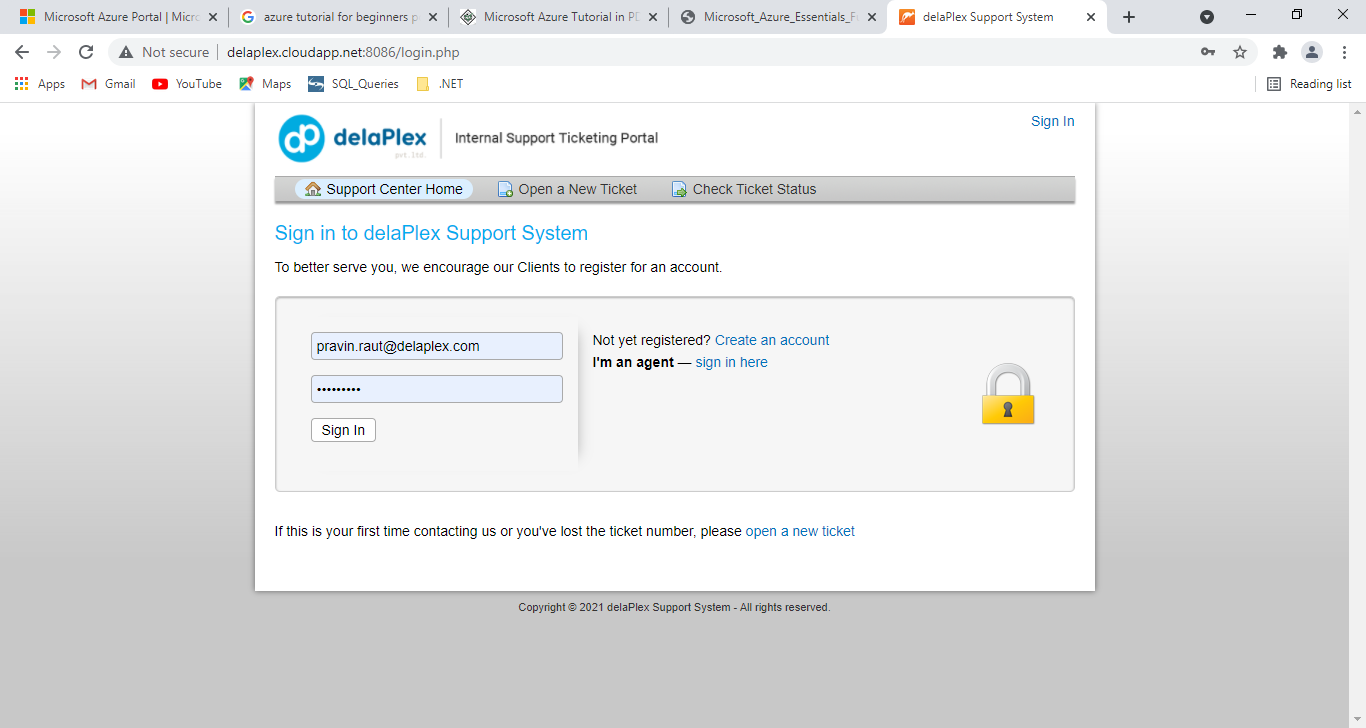 Microsoft Azure Portal | Micro
azure tutorial for beginners p
Microsoft Azure Tutorial in PD
Microsoft_Azure_Essentials_F
delaPlex Support System
Not secure
delaplex.cloudapp.net:8086/login.php
Apps
Gmail
YouTube
Maps
SQL_Queries
.NET
Reading list
dp delaPlex
pvt. ltd.
Internal Support Ticketing Portal
Sign In
Support Center Home
Open a New Ticket
Check Ticket Status
Sign in to delaPlex Support System
To better serve you, we encourage our Clients to register for an account.
pravin.raut@delaplex.com
•••••••••
Sign In
Not yet registered? Create an account
I'm an agent — sign in here
If this is your first time contacting us or you've lost the ticket number, please open a new ticket
Copyright © 2021 delaPlex Support System - All rights reserved.